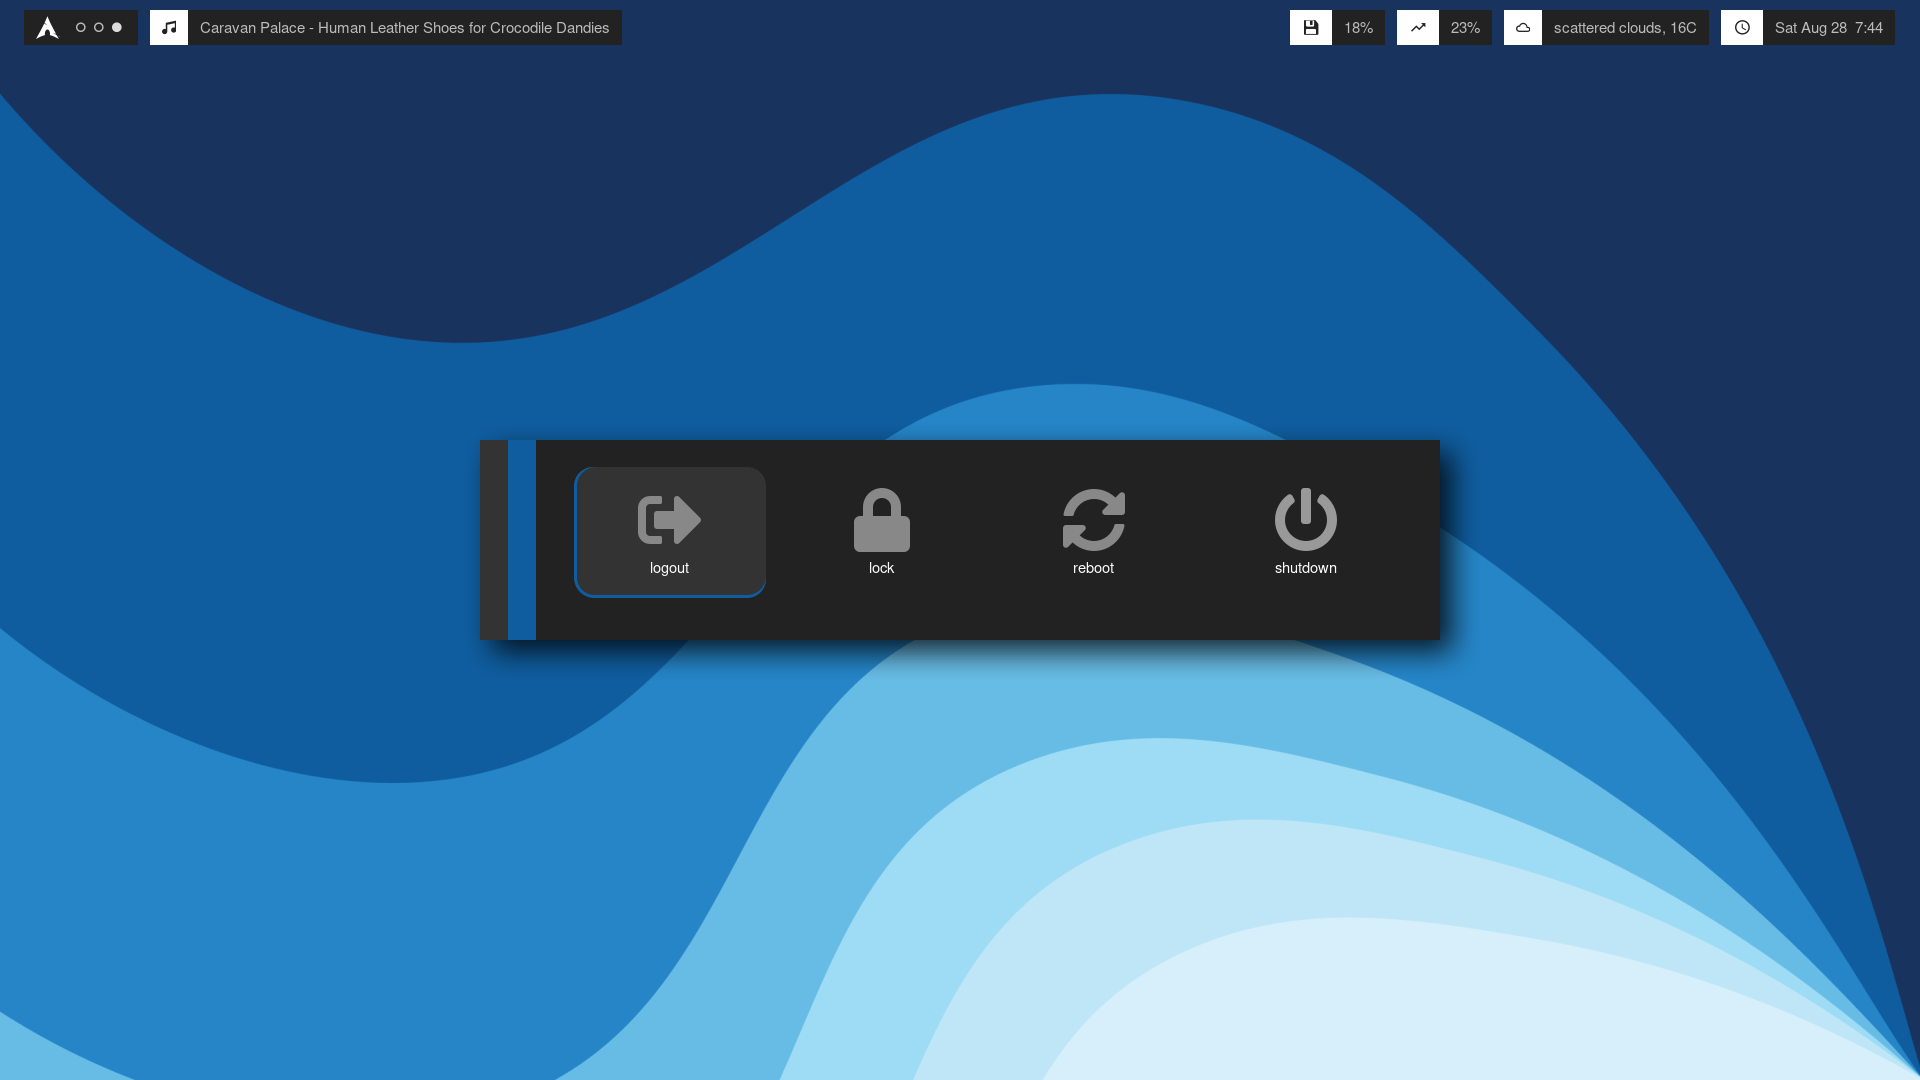 Caravan Palace - Human Leather Shoes for Crocodile Dandies
18%
23%
scattered clouds, 16C
Sat Aug 28  7:44
logout
lock
reboot
shutdown